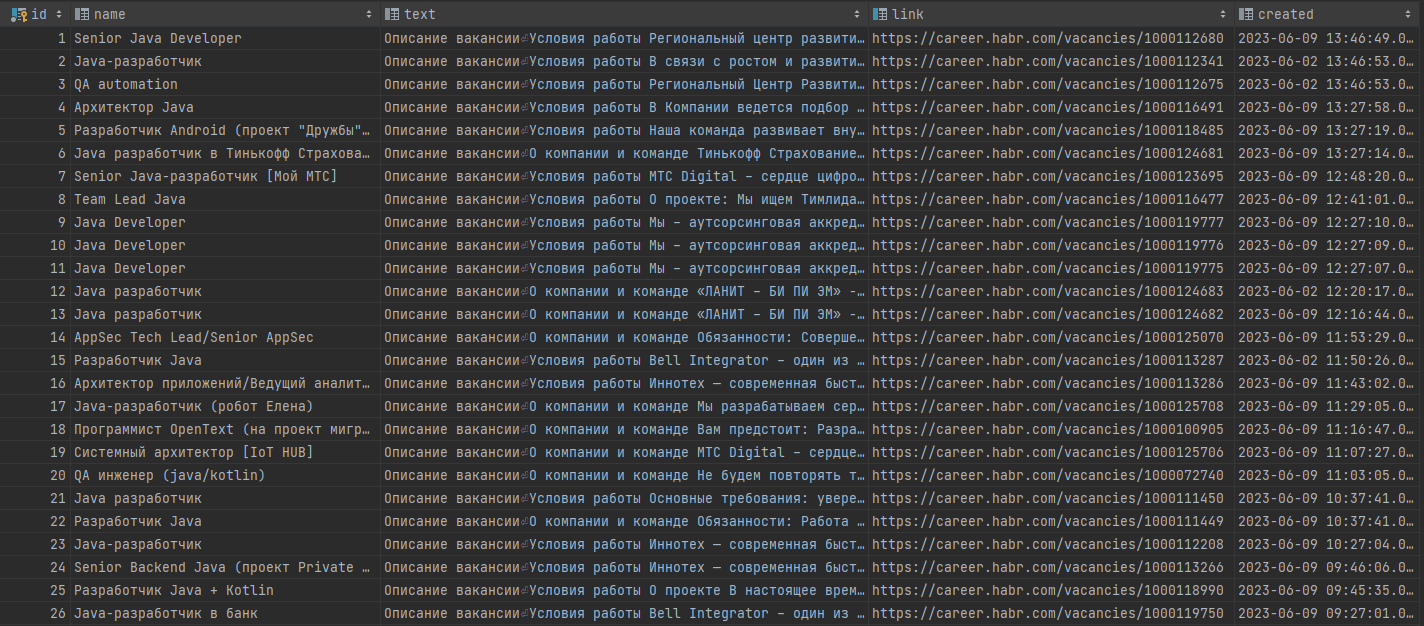 id name text link created
1 Senior Java Developer Описание вакансии⏎Условия работы Региональный центр развити… https://career.habr.com/vacancies/1000112680 2023-06-09 13:46:49.0…
2 Java-разработчик Описание вакансии⏎Условия работы В связи с ростом и развити… https://career.habr.com/vacancies/1000112341 2023-06-02 13:46:53.0…
3 QA automation Описание вакансии⏎Условия работы Региональный Центр Развити… https://career.habr.com/vacancies/1000112675 2023-06-02 13:46:53.0…
4 Архитектор Java Описание вакансии⏎Условия работы В Компании ведется подбор … https://career.habr.com/vacancies/1000116491 2023-06-09 13:27:58.0…
5 Разработчик Android (проект "Дружбы"… Описание вакансии⏎Условия работы Наша команда развивает вну… https://career.habr.com/vacancies/1000118485 2023-06-09 13:27:19.0…
6 Java разработчик в Тинькофф Страхова… Описание вакансии⏎О компании и команде Тинькофф Страхование… https://career.habr.com/vacancies/1000124681 2023-06-09 13:27:14.0…
7 Senior Java-разработчик [Мой МТС] Описание вакансии⏎Условия работы МТС Digital – сердце цифро… https://career.habr.com/vacancies/1000123695 2023-06-09 12:48:20.0…
8 Team Lead Java Описание вакансии⏎Условия работы О проекте: Мы ищем Тимлида… https://career.habr.com/vacancies/1000116477 2023-06-09 12:41:01.0…
9 Java Developer Описание вакансии⏎Условия работы Мы – аутсорсинговая аккред… https://career.habr.com/vacancies/1000119777 2023-06-09 12:27:10.0…
10 Java Developer Описание вакансии⏎Условия работы Мы – аутсорсинговая аккред… https://career.habr.com/vacancies/1000119776 2023-06-09 12:27:09.0…
11 Java Developer Описание вакансии⏎Условия работы Мы – аутсорсинговая аккред… https://career.habr.com/vacancies/1000119775 2023-06-09 12:27:07.0…
12 Java разработчик Описание вакансии⏎О компании и команде «ЛАНИТ – БИ ПИ ЭМ» -… https://career.habr.com/vacancies/1000124683 2023-06-09 12:20:17.0…
13 Java разработчик Описание вакансии⏎О компании и команде «ЛАНИТ – БИ ПИ ЭМ» -… https://career.habr.com/vacancies/1000124682 2023-06-09 12:16:44.0…
14 AppSec Tech Lead/Senior AppSec Описание вакансии⏎О компании и команде Обязанности: Соверше… https://career.habr.com/vacancies/1000125070 2023-06-09 11:53:29.0…
15 Разработчик Java Описание вакансии⏎Условия работы Bell Integrator – один из … https://career.habr.com/vacancies/1000113287 2023-06-02 11:50:26.0…
16 Архитектор приложений/Ведущий аналит… Описание вакансии⏎Условия работы Иннотех — современная быст… https://career.habr.com/vacancies/1000113286 2023-06-09 11:43:02.0…
17 Java-разработчик (робот Елена) Описание вакансии⏎О компании и команде Мы разрабатываем сер… https://career.habr.com/vacancies/1000125708 2023-06-09 11:29:05.0…
18 Программист OpenText (на проект мигр… Описание вакансии⏎О компании и команде Вам предстоит: Разра… https://career.habr.com/vacancies/1000100905 2023-06-09 11:16:47.0…
19 Системный архитектор [IoT HUB] Описание вакансии⏎О компании и команде МТС Digital – сердце… https://career.habr.com/vacancies/1000125706 2023-06-09 11:07:27.0…
20 QA инженер (java/kotlin) Описание вакансии⏎О компании и команде Не будем повторять т… https://career.habr.com/vacancies/1000072740 2023-06-09 11:03:05.0…
21 Java разработчик Описание вакансии⏎Условия работы Основные требования: увере… https://career.habr.com/vacancies/1000111450 2023-06-09 10:37:41.0…
22 Разработчик Java Описание вакансии⏎О компании и команде Обязанности: Работа … https://career.habr.com/vacancies/1000111449 2023-06-09 10:37:41.0…
23 Java-разработчик Описание вакансии⏎Условия работы Иннотех — современная быст… https://career.habr.com/vacancies/1000112208 2023-06-09 10:27:04.0…
24 Senior Backend Java (проект Private … Описание вакансии⏎Условия работы Иннотех — современная быст… https://career.habr.com/vacancies/1000113266 2023-06-09 09:46:06.0…
25 Разработчик Java + Kotlin Описание вакансии⏎Условия работы О проекте В настоящее врем… https://career.habr.com/vacancies/1000118990 2023-06-09 09:45:35.0…
26 Java-разработчик в банк Описание вакансии⏎Условия работы Bell Integrator – один из … https://career.habr.com/vacancies/1000119750 2023-06-09 09:27:01.0…